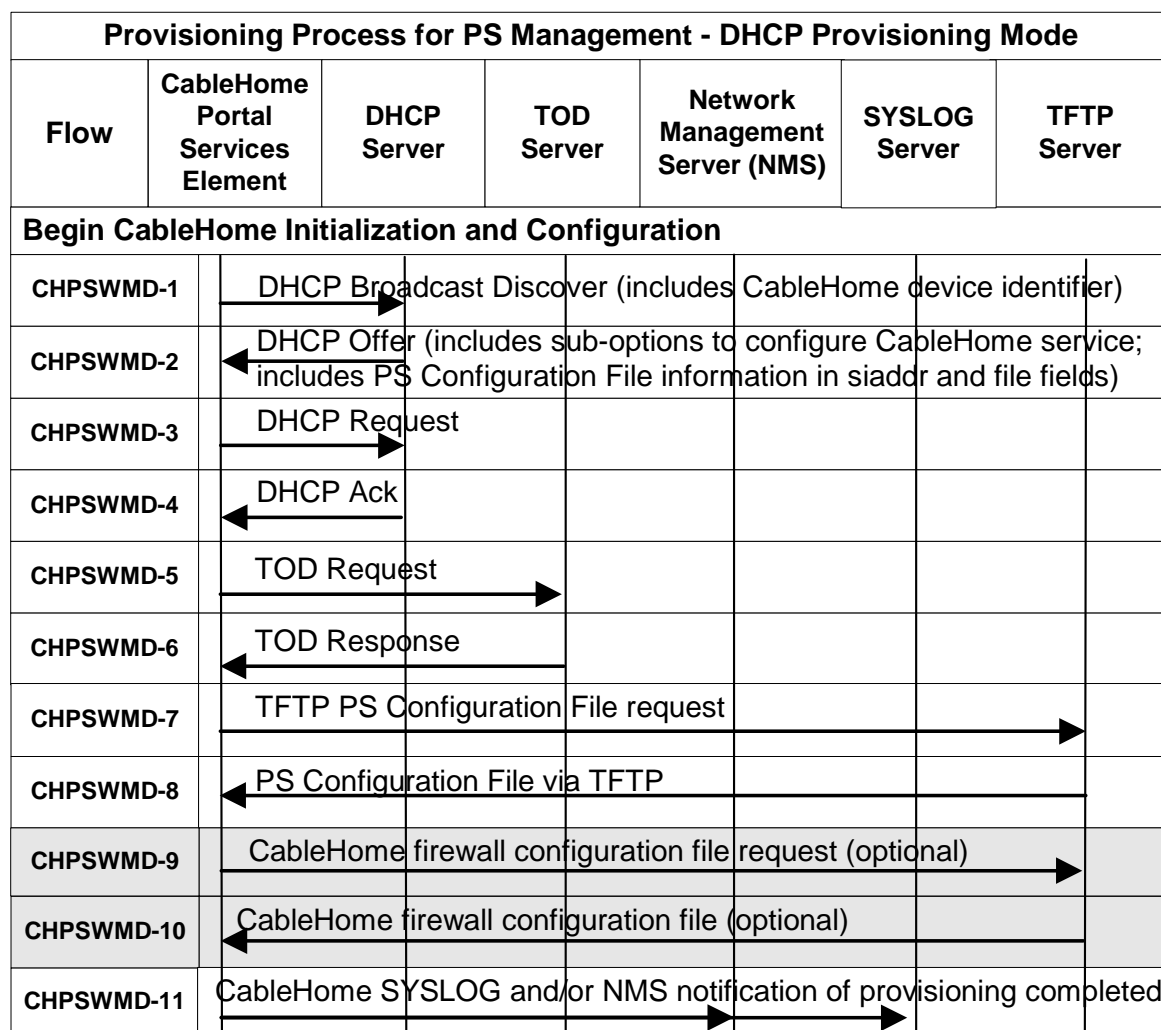 Provisioning Process for PS Management - DHCP Provisioning Mode
Flow
CableHome
Portal
Services
Element
DHCP
Server
TOD
Server
Network
Management
Server (NMS)
SYSLOG
Server
TFTP
Server
Begin CableHome Initialization and Configuration
CHPSWMD-1
DHCP Broadcast Discover (includes CableHome device identifier)
CHPSWMD-2
DHCP Offer (includes sub-options to configure CableHome service;
includes PS Configuration File information in siaddr and file fields)
CHPSWMD-3
DHCP Request
CHPSWMD-4
DHCP Ack
CHPSWMD-5
TOD Request
CHPSWMD-6
TOD Response
CHPSWMD-7
TFTP PS Configuration File request
CHPSWMD-8
PS Configuration File via TFTP
CHPSWMD-9
CableHome firewall configuration file request (optional)
CHPSWMD-10
CableHome firewall configuration file (optional)
CHPSWMD-11
CableHome SYSLOG and/or NMS notification of provisioning completed